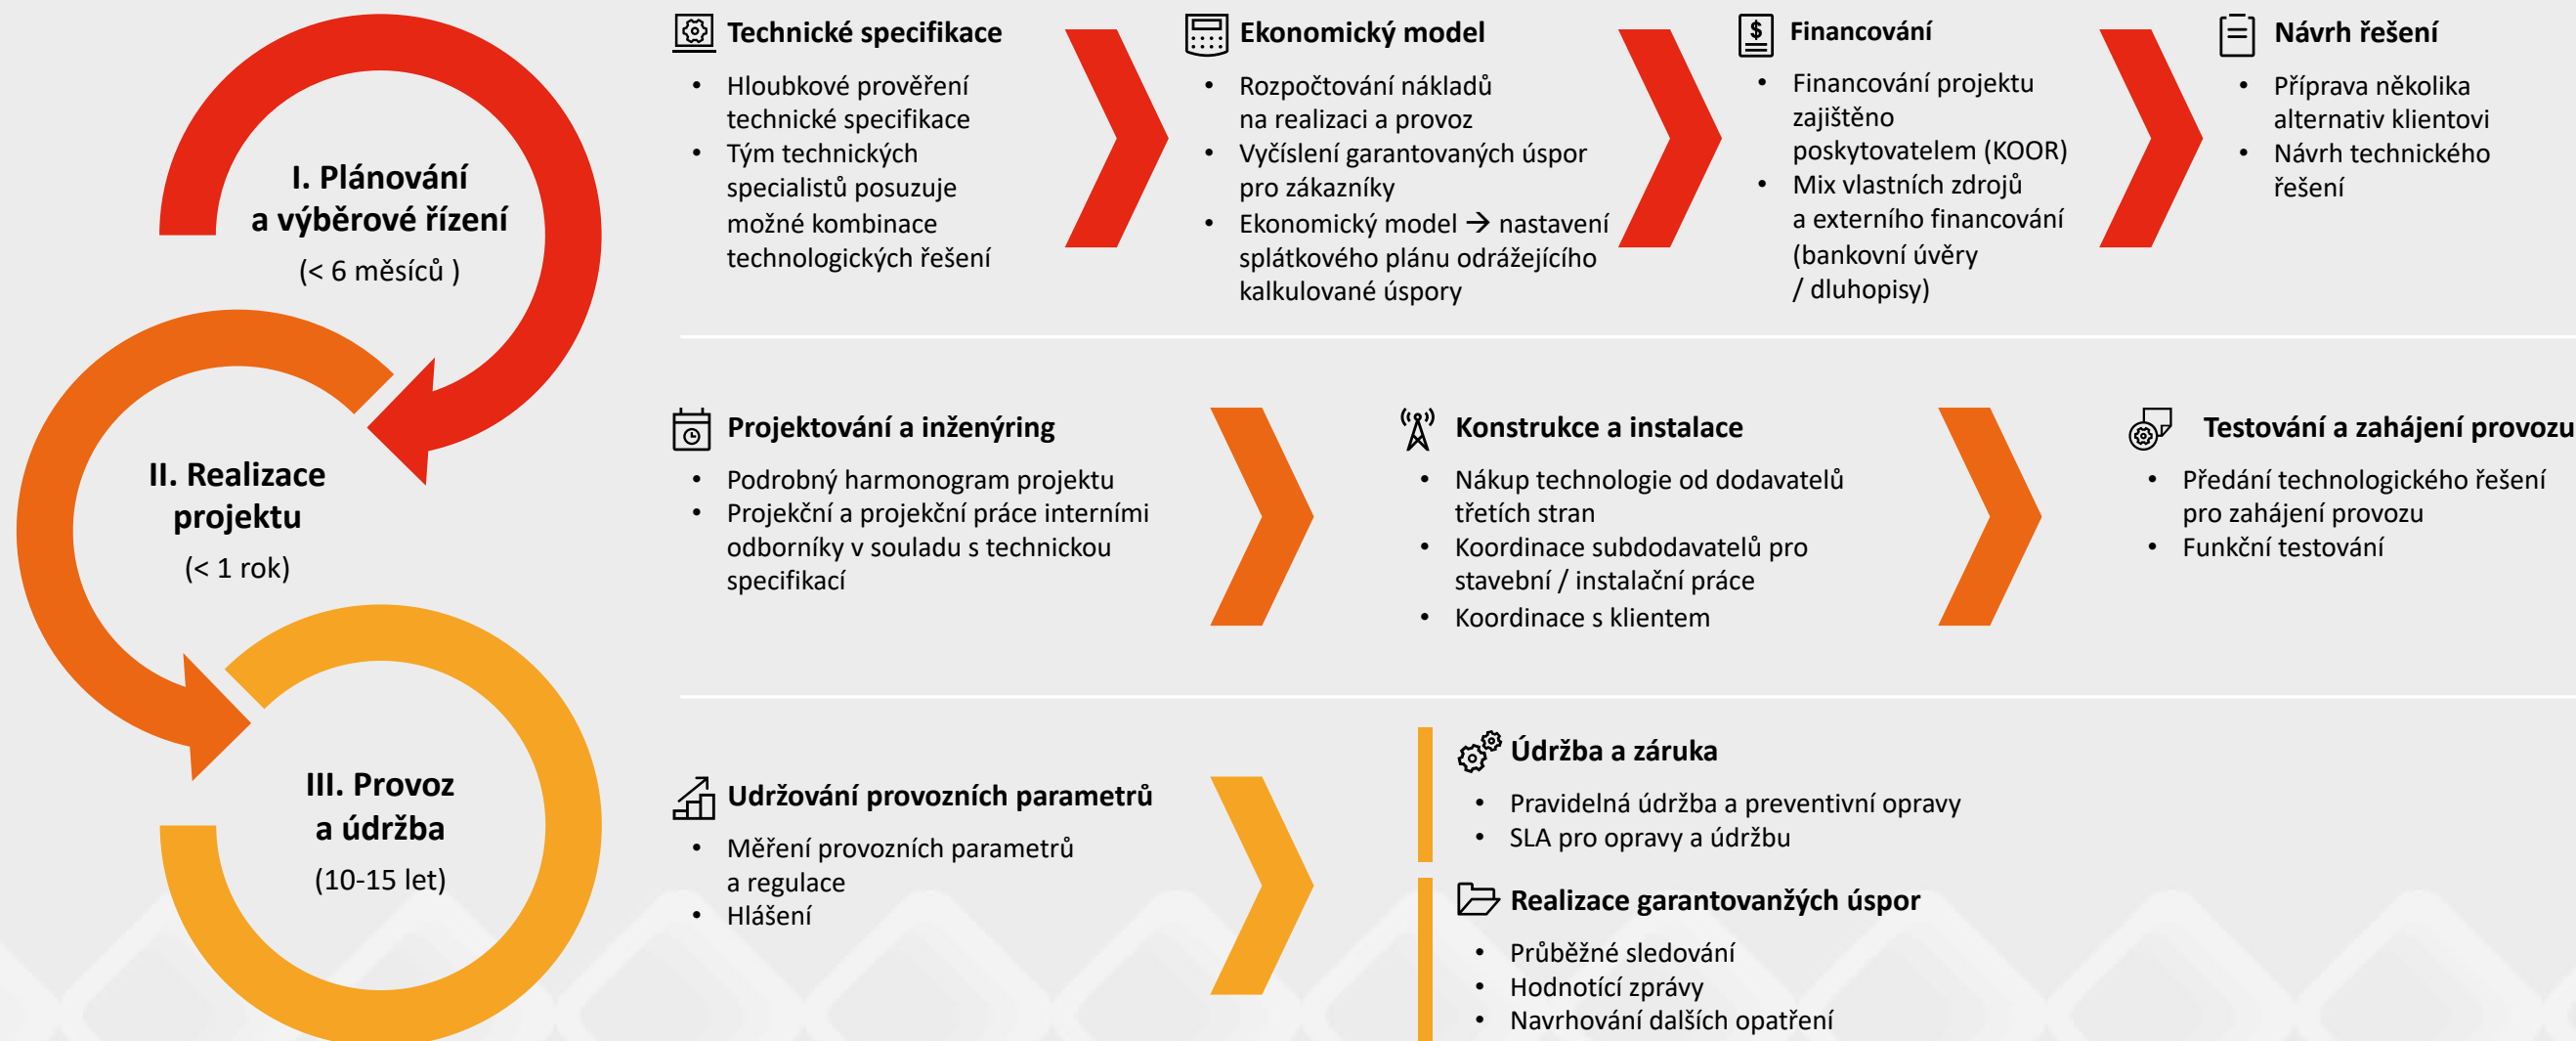 I. Plánování
a výběrové řízení
(< 6 měsíců )
Technické specifikace
• Hloubkové prověření
technické specifikace
• Tým technických
specialistů posuzuje
možné kombinace
technologických řešení
Ekonomický model
• Rozpočtování nákladů
na realizaci a provoz
• Vyčíslení garantovaných úspor
pro zákazníky
• Ekonomický model → nastavení
splátkového plánu odrážejícího
kalkulované úspory
Financování
• Financování projektu
zajištěno
poskytovatelem (KOOR)
• Mix vlastních zdrojů
a externího financování
(bankovní úvěry
/ dluhopisy)
Návrh řešení
• Příprava několika
alternativ klientovi
• Návrh technického
řešení
II. Realizace
projektu
(< 1 rok)
Projektování a inženýring
• Podrobný harmonogram projektu
• Projekční a projekční práce interními
odborníky v souladu s technickou
specifikací
Konstrukce a instalace
• Nákup technologie od dodavatelů
třetích stran
• Koordinace subdodavatelů pro
stavební / instalační práce
• Koordinace s klientem
Testování a zahájení provozu
• Předání technologického řešení
pro zahájení provozu
• Funkční testování
III. Provoz
a údržba
(10-15 let)
Udržování provozních parametrů
• Měření provozních parametrů
a regulace
• Hlášení
Údržba a záruka
• Pravidelná údržba a preventivní opravy
• SLA pro opravy a údržbu
Realizace garantovanžých úspor
• Průběžné sledování
• Hodnotící zprávy
• Navrhování dalších opatření